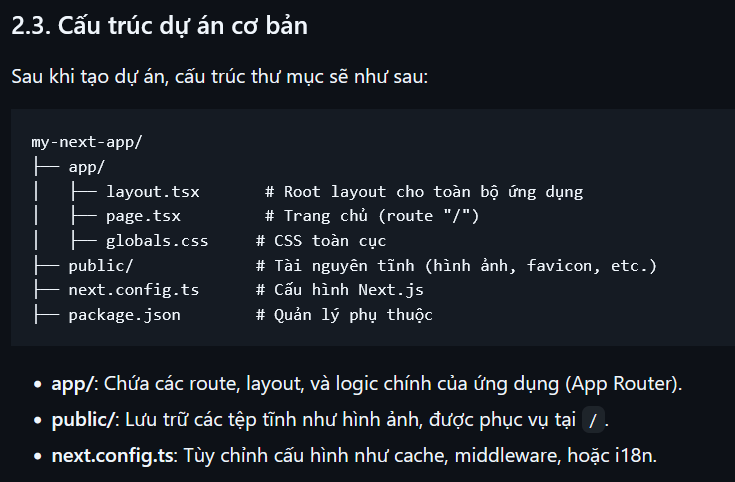 2.3. Cấu trúc dự án cơ bản
Sau khi tạo dự án, cấu trúc thư mục sẽ như sau:
my-next-app/
├── app/
│   ├── layout.tsx       # Root layout cho toàn bộ ứng dụng
│   ├── page.tsx         # Trang chủ (route "/")
│   ├── globals.css     # CSS toàn cục
├── public/             # Tài nguyên tĩnh (hình ảnh, favicon, etc.)
├── next.config.ts      # Cấu hình Next.js
├── package.json        # Quản lý phụ thuộc
• app/: Chứa các route, layout, và logic chính của ứng dụng (App Router).
• public/: Lưu trữ các tệp tĩnh như hình ảnh, được phục vụ tại /.
• next.config.ts: Tùy chỉnh cấu hình như cache, middleware, hoặc i18n.